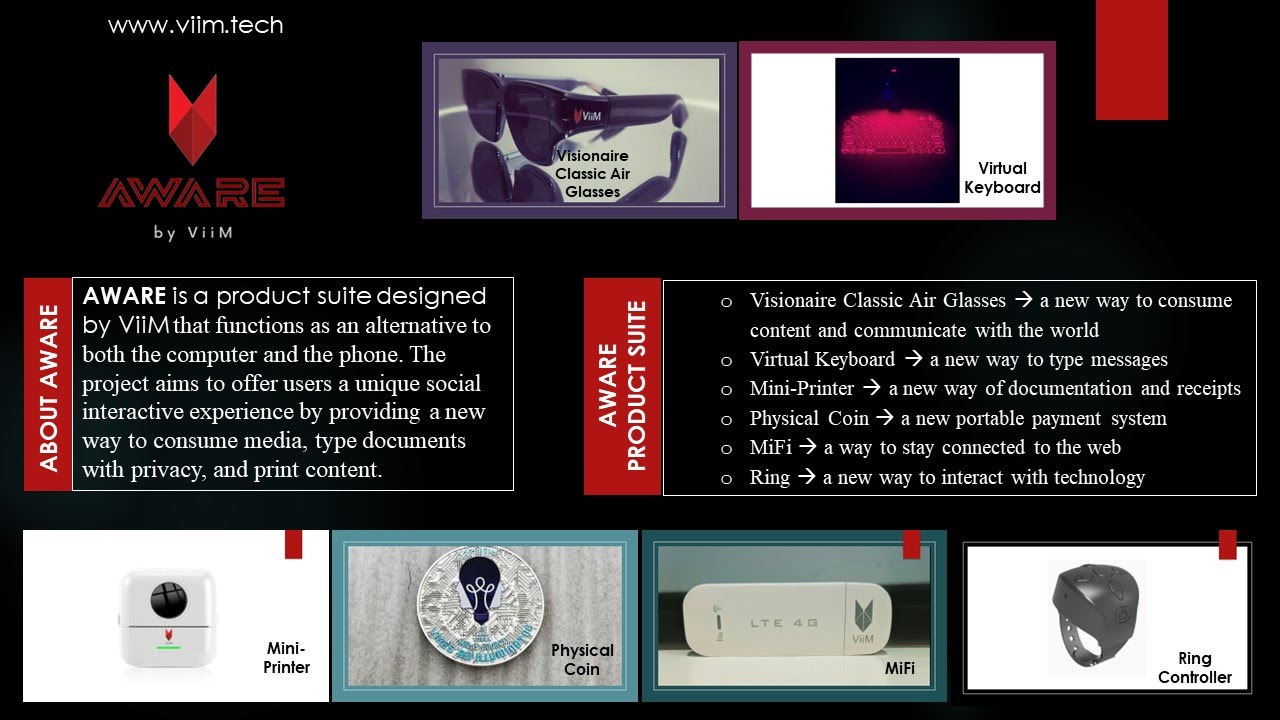 www.viim.tech
AWARE
by ViiM
ViiM
Visionaire
Classic Air
Glasses
Virtual
Keyboard
ABOUT AWARE
AWARE is a product suite designed
by ViiM that functions as an alternative to
both the computer and the phone. The
project aims to offer users a unique social
interactive experience by providing a new
way to consume media, type documents
with privacy, and print content.
AWARE
PRODUCT SUITE
o Visionaire Classic Air Glasses → a new way to consume
content and communicate with the world
o Virtual Keyboard → a new way to type messages
o Mini-Printer → a new way of documentation and receipts
o Physical Coin → a new portable payment system
o MiFi → a way to stay connected to the web
o Ring → a new way to interact with technology
Mini-
Printer
Physical
Coin
LTE 4G
ViiM
MiFi
Ring
Controller